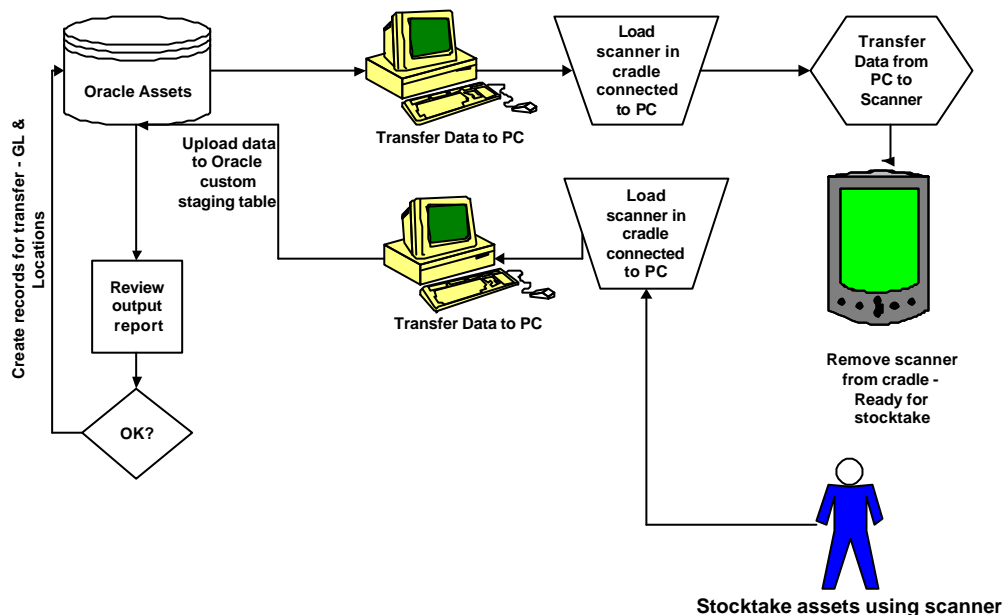 Oracle Assets
Transfer Data to PC
Load
scanner in
cradle
connected
to PC
Transfer
Data from
PC to
Scanner
Create records for transfer - GL &
Locations
Upload data
to Oracle
custom
staging table
Transfer Data to PC
Load
scanner in
cradle
connected
to PC
Review
output
report
Remove scanner
from cradle -
Ready for
stocktake
OK?
Stocktake assets using scanner